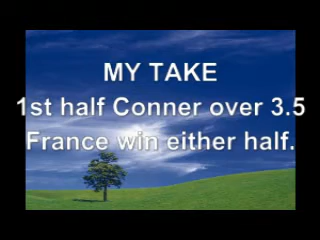 MY TAKE
1st half Conner over 3.5
France win either half.